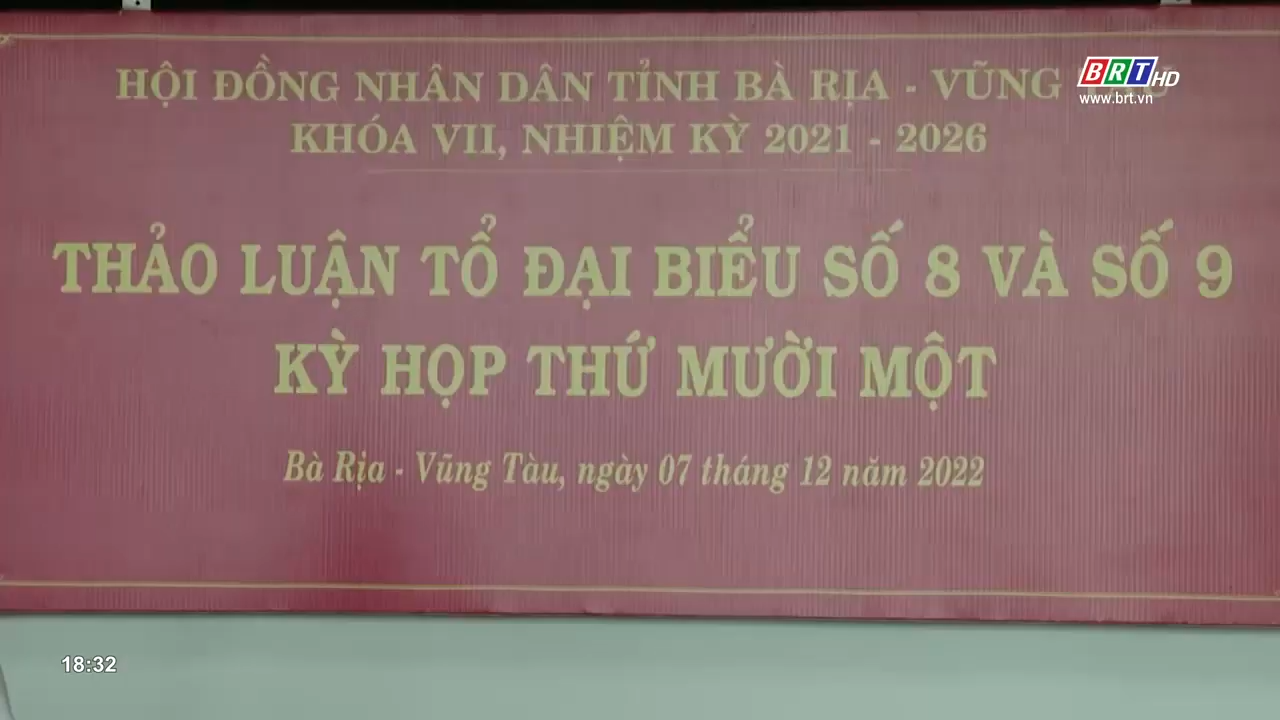 HỘI ĐỒNG NHÂN DÂN TỈNH BÀ RỊA - VŨNG
KHÓA VII, NHIỆM KỲ 2021 - 2026
THẢO LUẬN TỔ ĐẠI BIỂU SỐ 8 VÀ SỐ 9
KỲ HỌP THỨ MƯỜI MỘT
Bà Rịa - Vũng Tàu, ngày 07 tháng 12 năm 2022
BRT HD
www.brt.vn
18:32